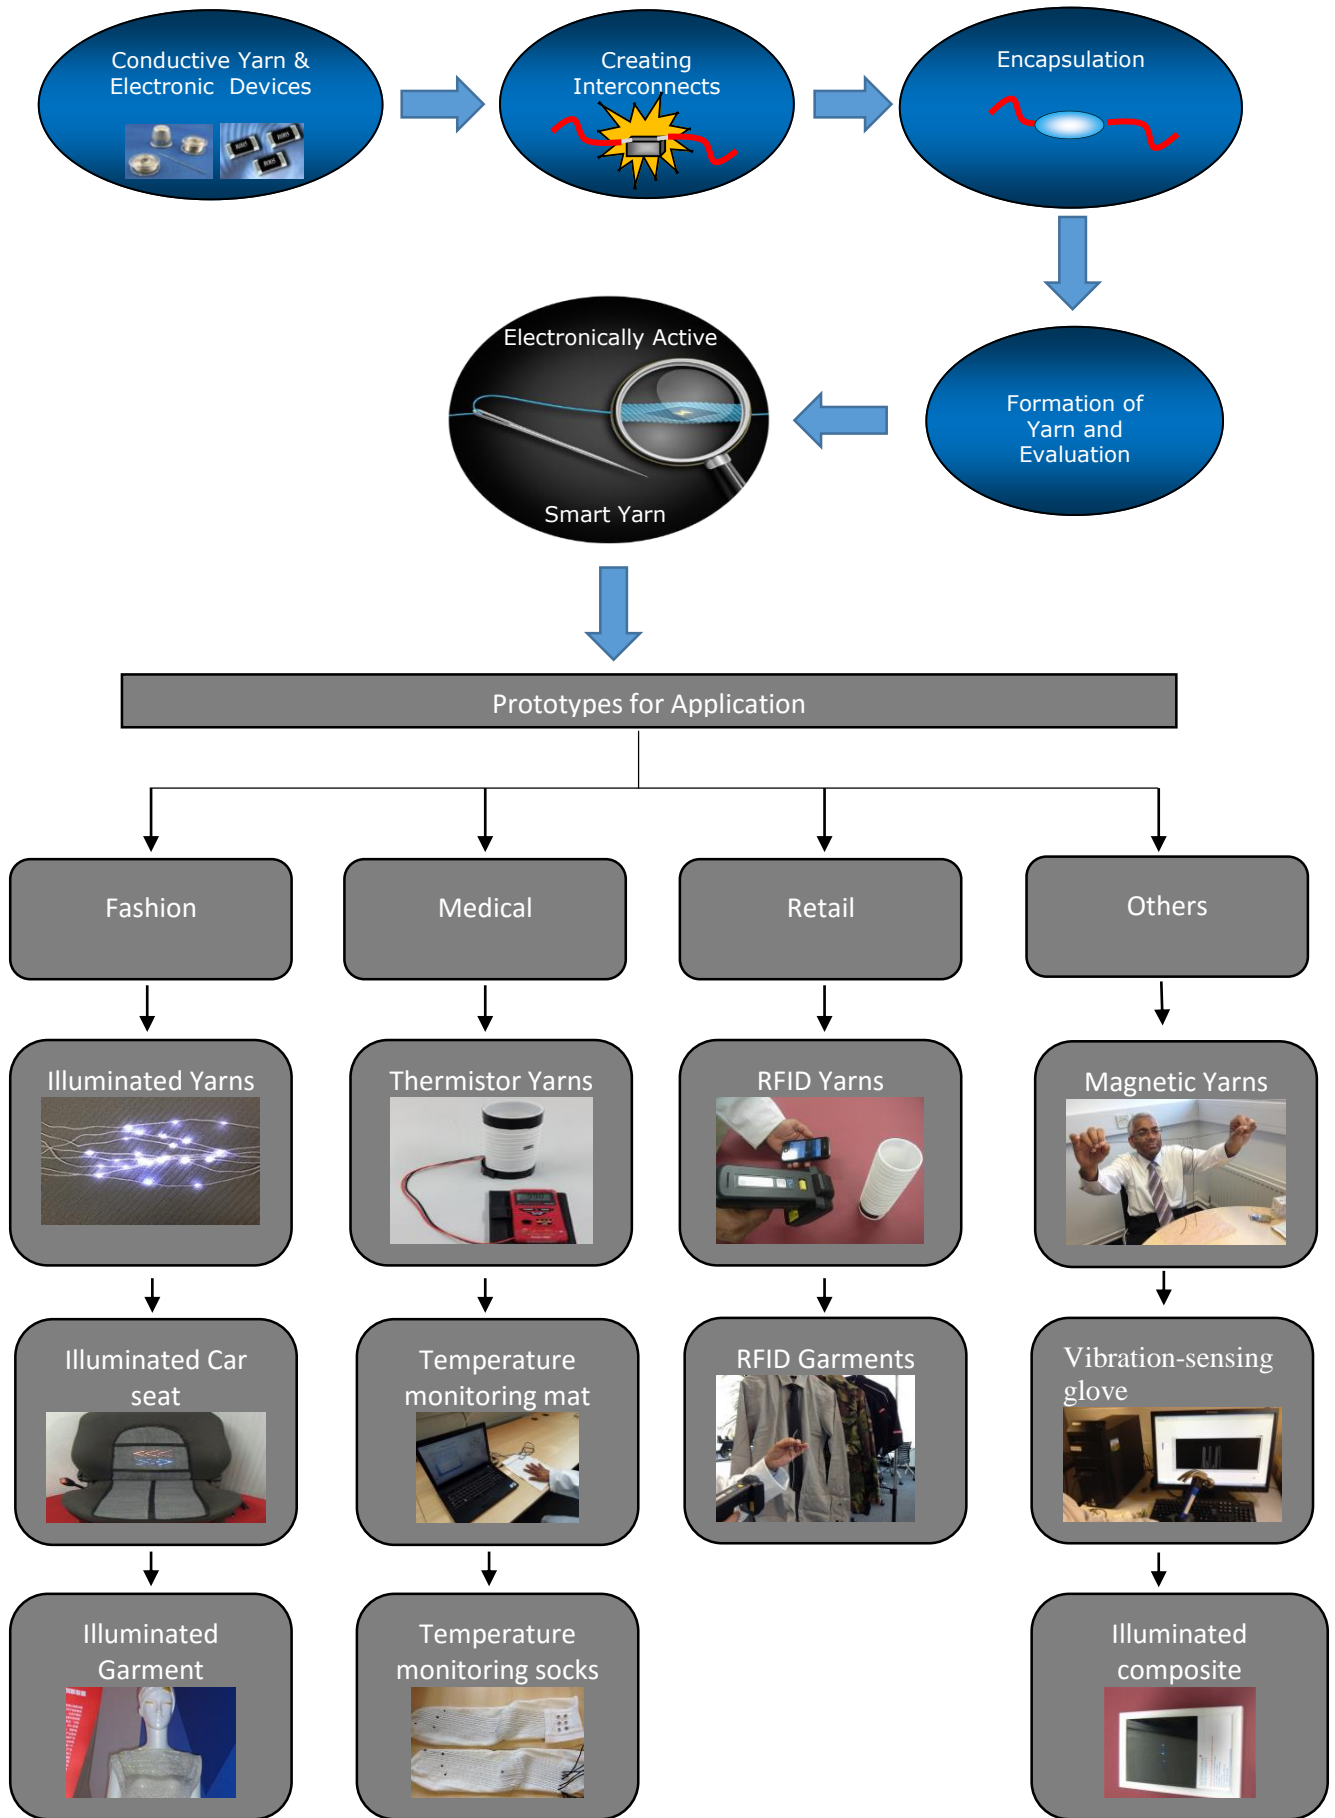 Conductive Yarn &
Electronic Devices
Creating
Interconnects
Encapsulation
Electronically Active
Smart Yarn
Formation of
Yarn and
Evaluation
Prototypes for Application
Fashion
Medical
Retail
Others
Illuminated Yarns
Thermistor Yarns
RFID Yarns
Magnetic Yarns
Illuminated Car
seat
Temperature
monitoring mat
RFID Garments
Vibration-sensing
glove
Illuminated
Garment
Temperature
monitoring socks
Illuminated
composite